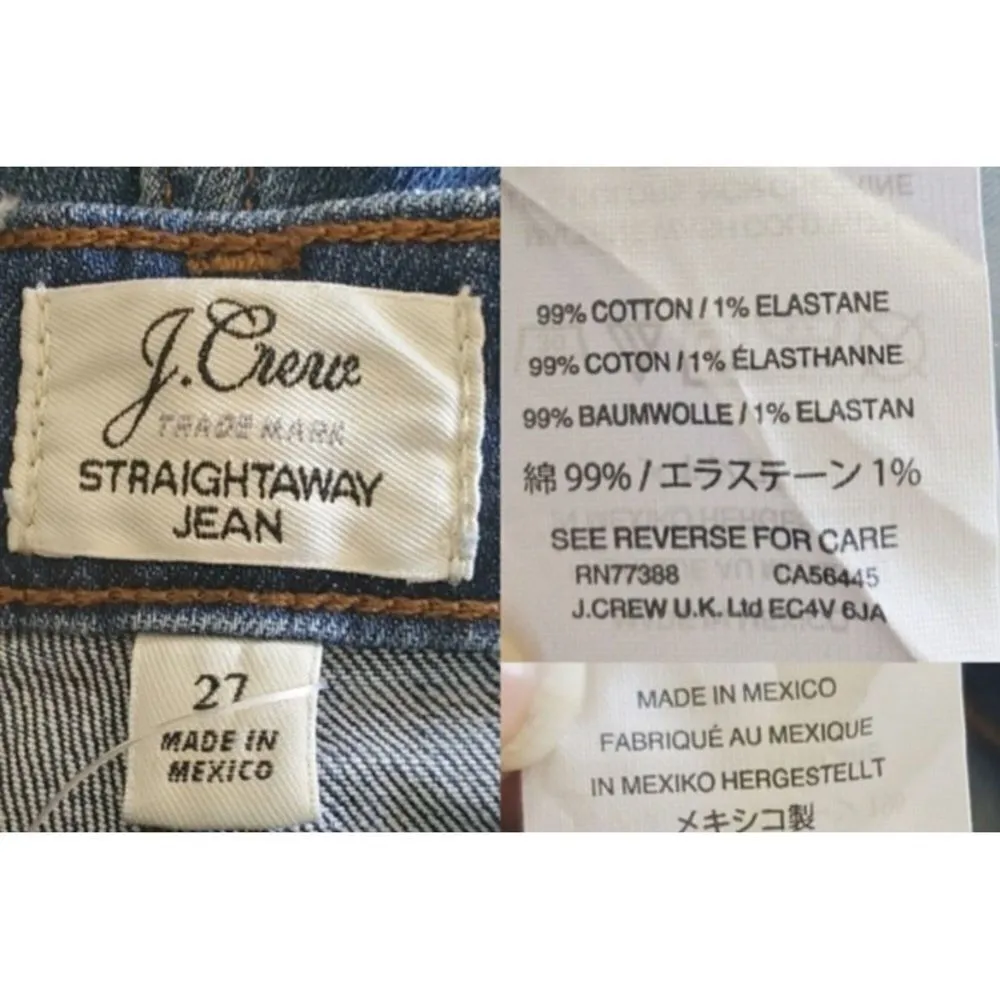 J.Crew
TRADE MARK
STRAIGHTAWAY
JEAN
27
MADE IN
MEXICO
99% COTTON / 1% ELASTANE
99% COTON / 1% ÉLASTHANNE
99% BAUMWOLLE / 1% ELASTAN
綿 99% / エラステーン 1%
SEE REVERSE FOR CARE
RN77388 CA56445
J.CREW U.K. Ltd EC4V 6JA
MADE IN MEXICO
FABRIQUÉ AU MEXIQUE
IN MEXIKO HERGESTELLT
メキシコ製